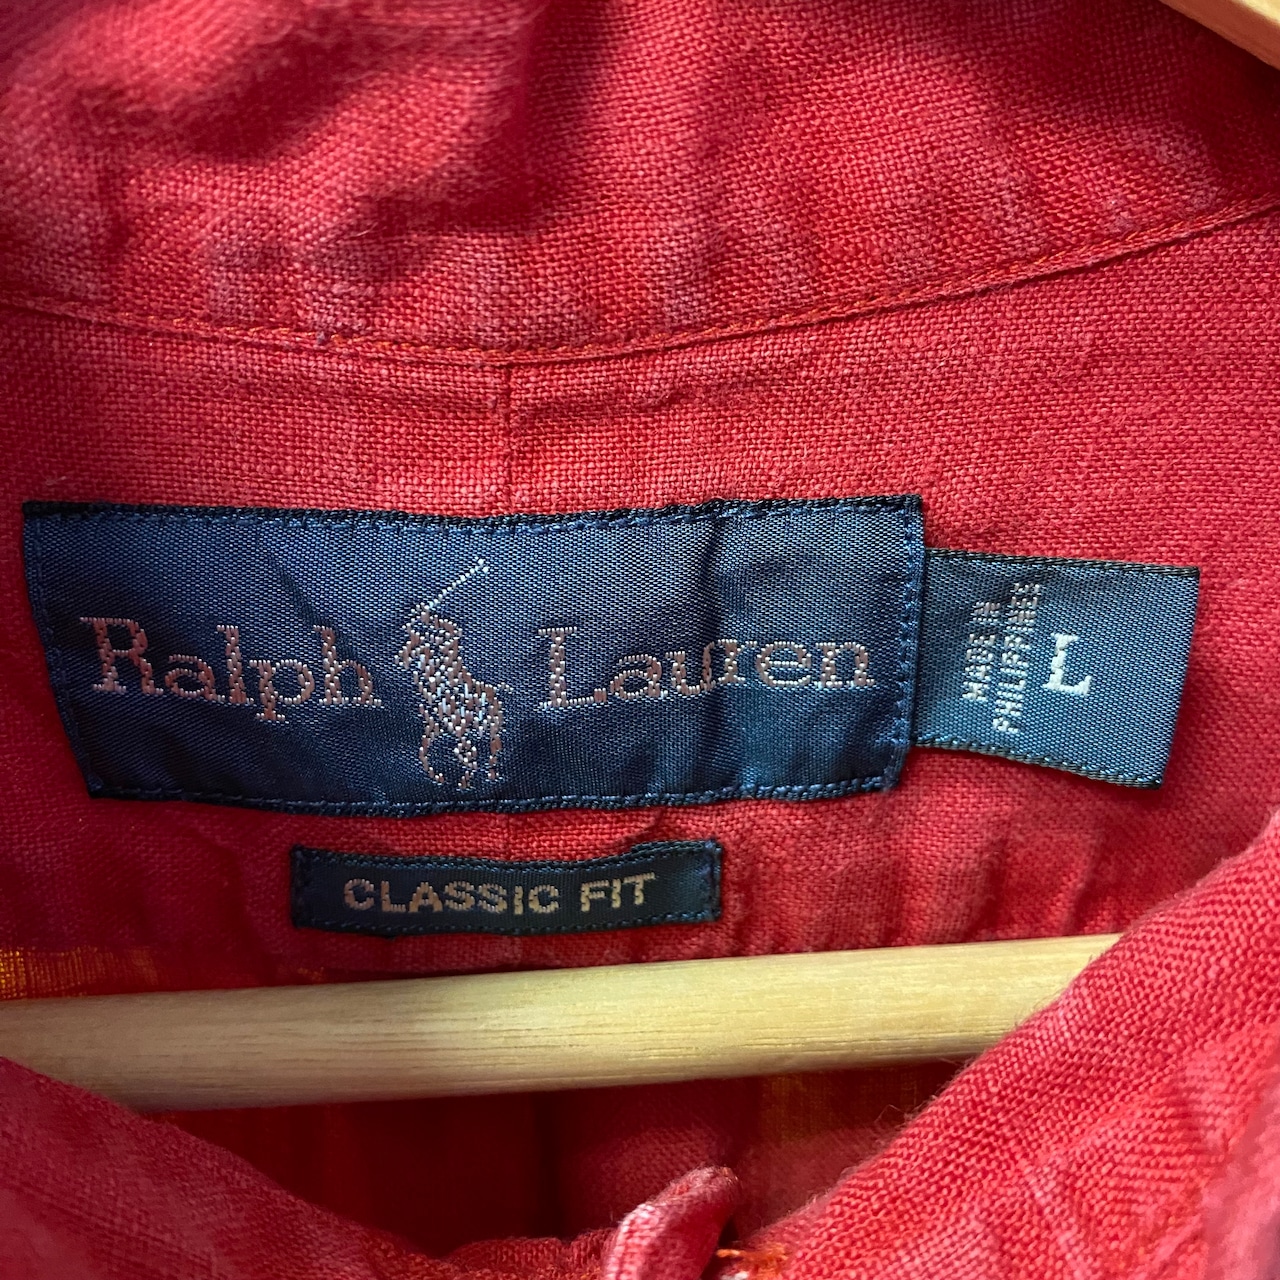 Ralph Lauren
MADE IN
PHILIPPINES
L
CLASSIC FIT